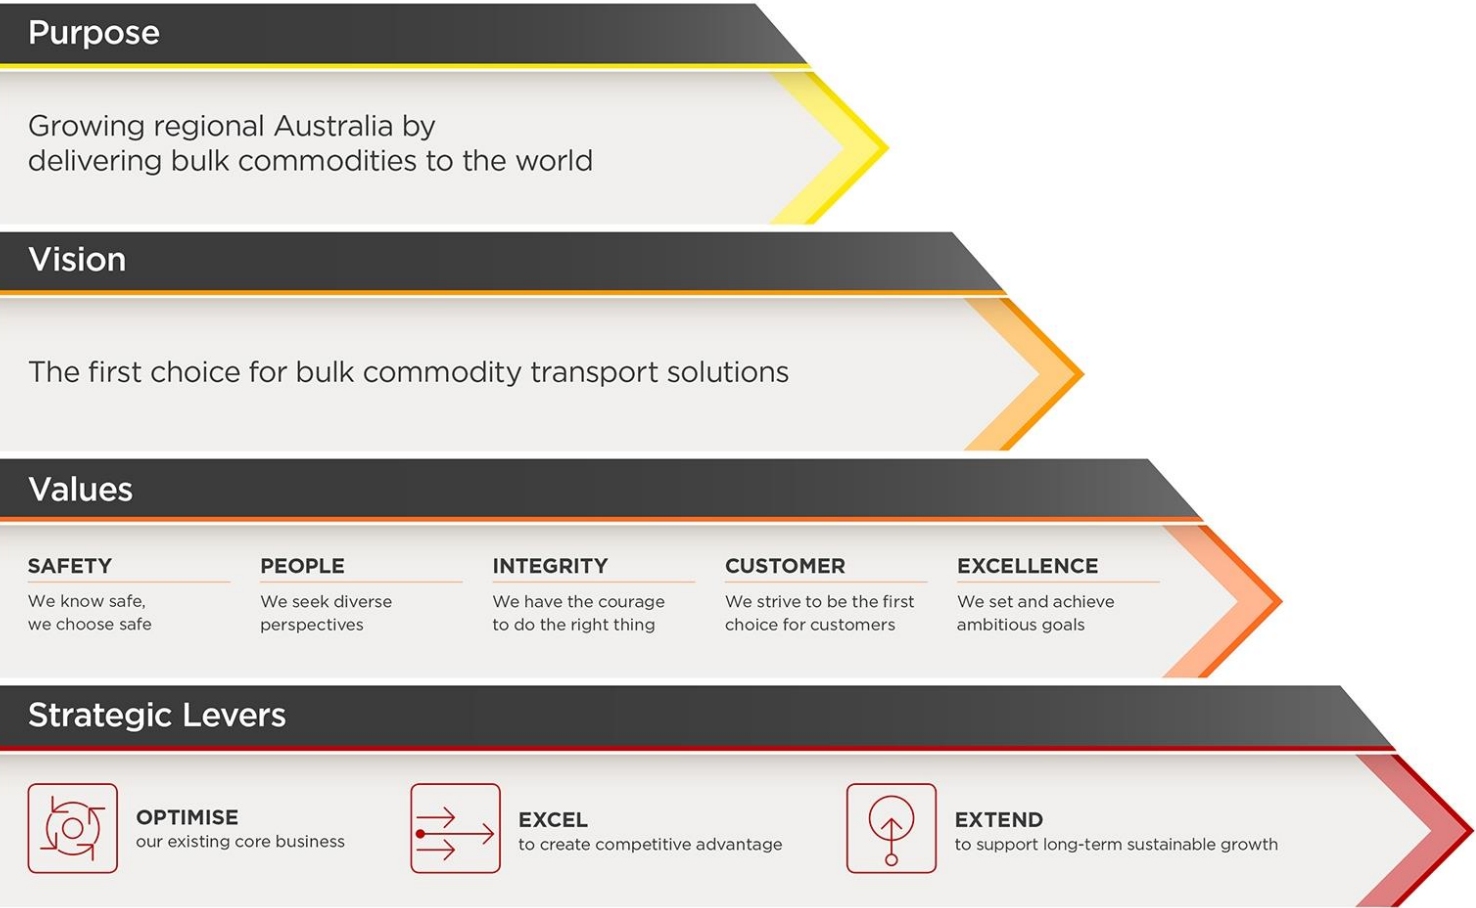 Purpose
Growing regional Australia by
delivering bulk commodities to the world
Vision
The first choice for bulk commodity transport solutions
Values
SAFETY
We know safe,
we choose safe
PEOPLE
We seek diverse
perspectives
INTEGRITY
We have the courage
to do the right thing
CUSTOMER
We strive to be the first
choice for customers
EXCELLENCE
We set and achieve
ambitious goals
Strategic Levers
OPTIMISE
our existing core business
EXCEL
to create competitive advantage
EXTEND
to support long-term sustainable growth